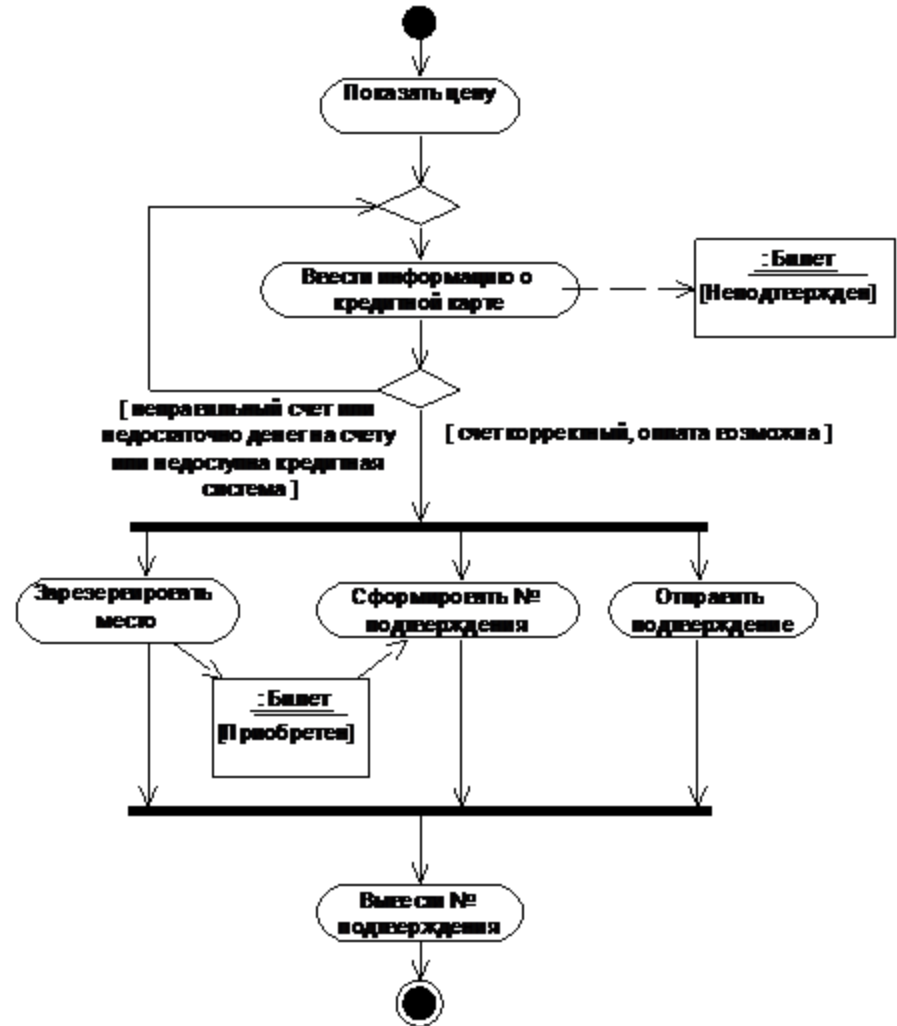 Показать цену
Ввести информацию о
кредитной карте
: Билет
[Неподтвержден]
[ неправильный счет или
недостаточно денег на счету
или недоступна кредитная
система ]
[ счет корректный, оплата возможна ]
Зарезервировать
место
Сформировать №
подтверждения
Отправить
подтверждение
: Билет
[Приобретен]
Вывести №
подтверждения